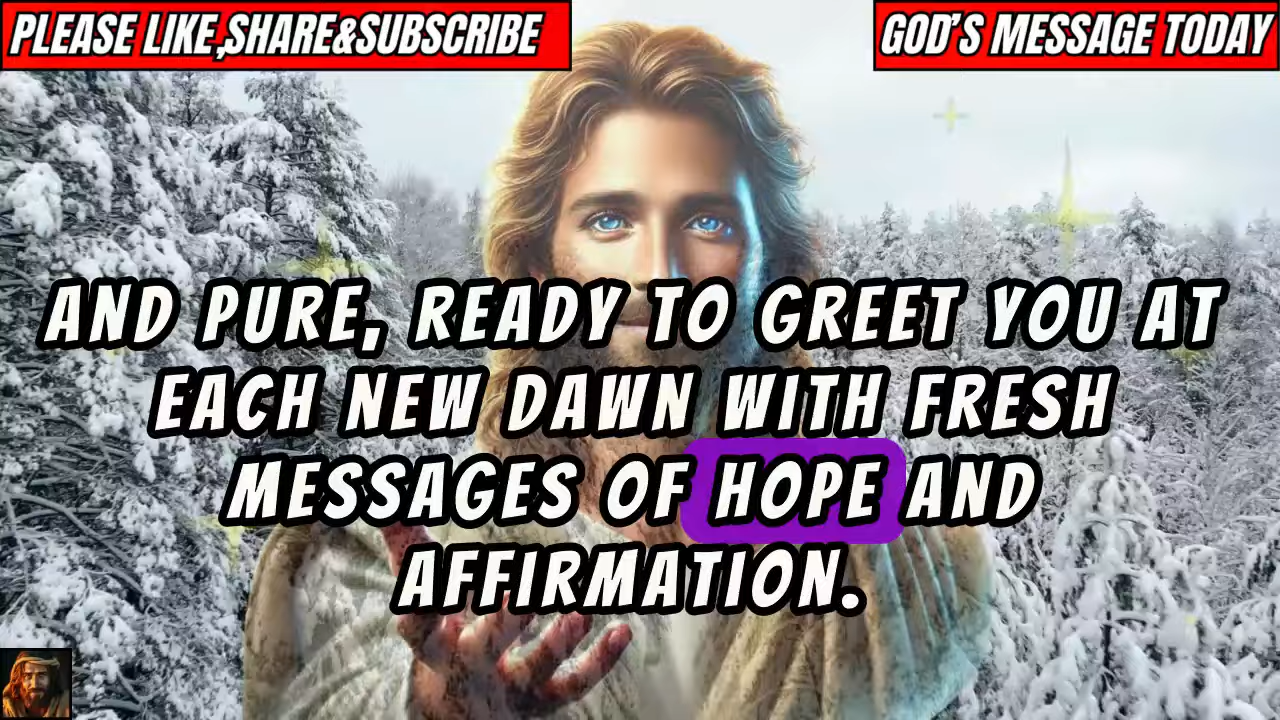 PLEASE LIKE,SHARE&SUBSCRIBE
GOD'S MESSAGE TODAY
AND PURE, READY TO GREET YOU AT
EACH NEW DAWN WITH FRESH
MESSAGES OF HOPE AND
AFFIRMATION.